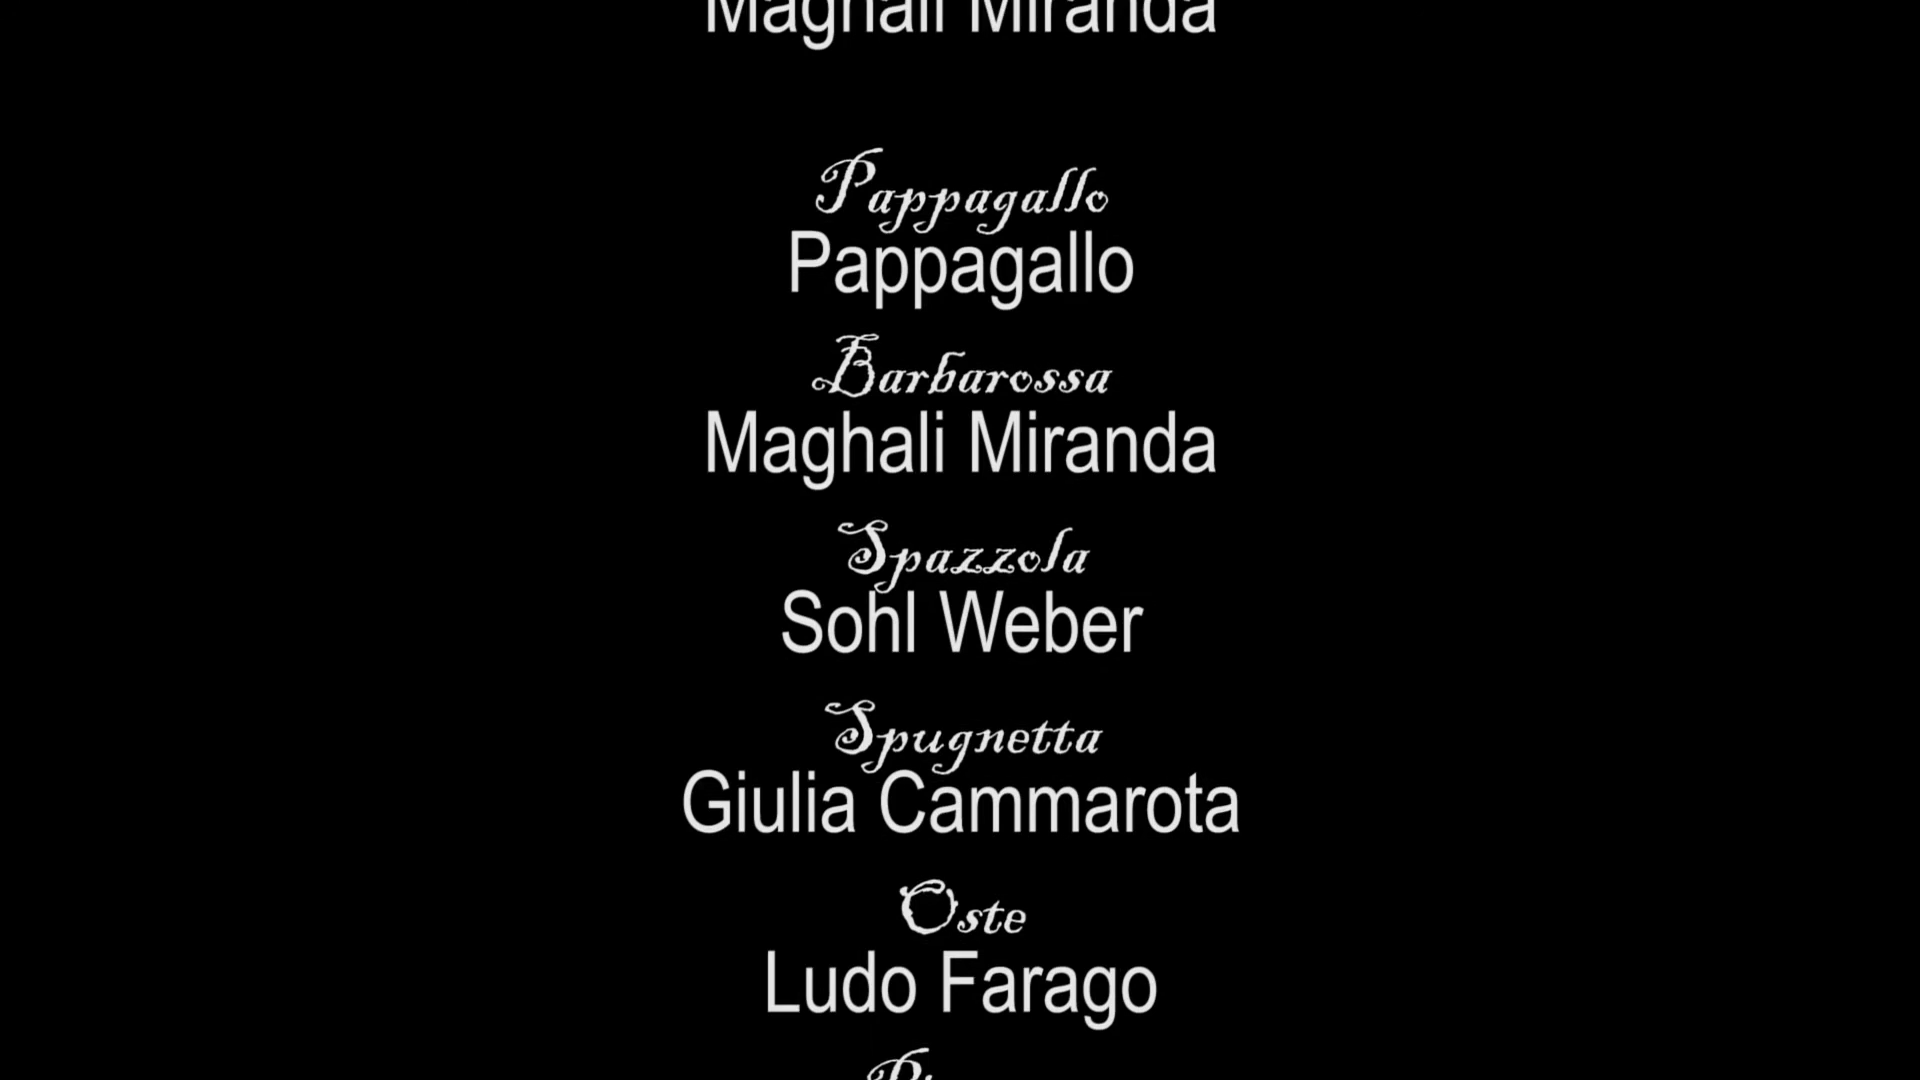 Maghali Miranda
Pappagallo
Pappagallo
Barbarossa
Maghali Miranda
Spazzola
Sohl Weber
Spugnetta
Giulia Cammarota
Oste
Ludo Farago